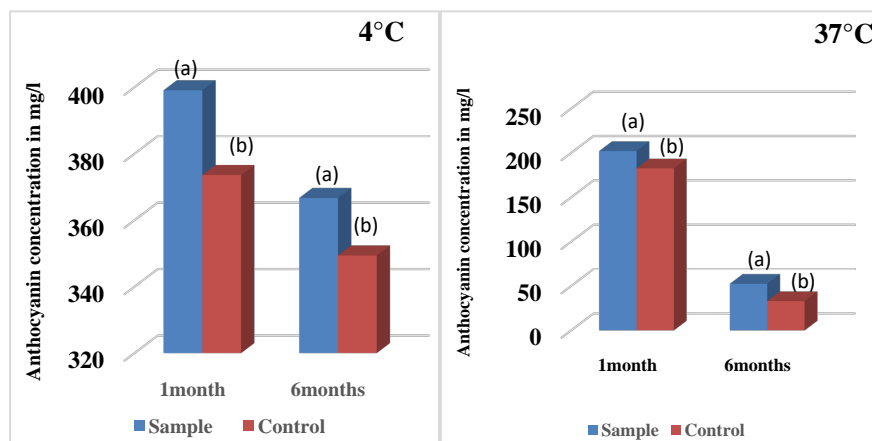 4°C
Anthocyanin concentration in mg/l
400
380
360
340
320
(a)
(b)
(a)
(b)
1month 6months
Sample Control
37°C
Anthocyanin concentration in mg/l
250
200
150
100
50
0
(a)
(b)
(a)
(b)
1month 6months
Sample Control